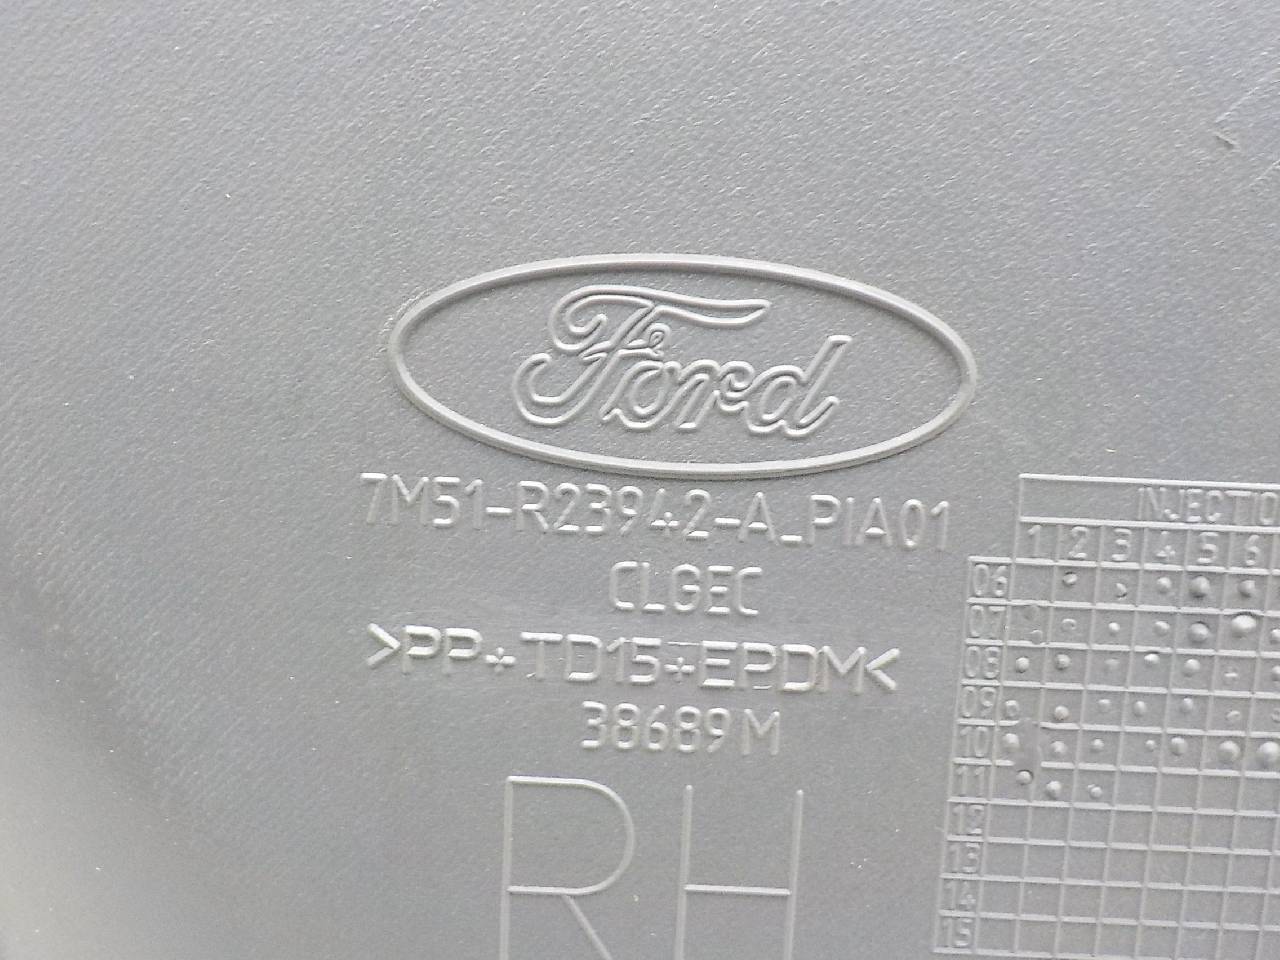 Ford
7M51-R23942-A_PIA01
CLGEC
>PP+TD15+EPDM<
38689M
RH
INJECTIO
1 2 3 4 5 6
06
07
08
09
10
11
12
13
14
15